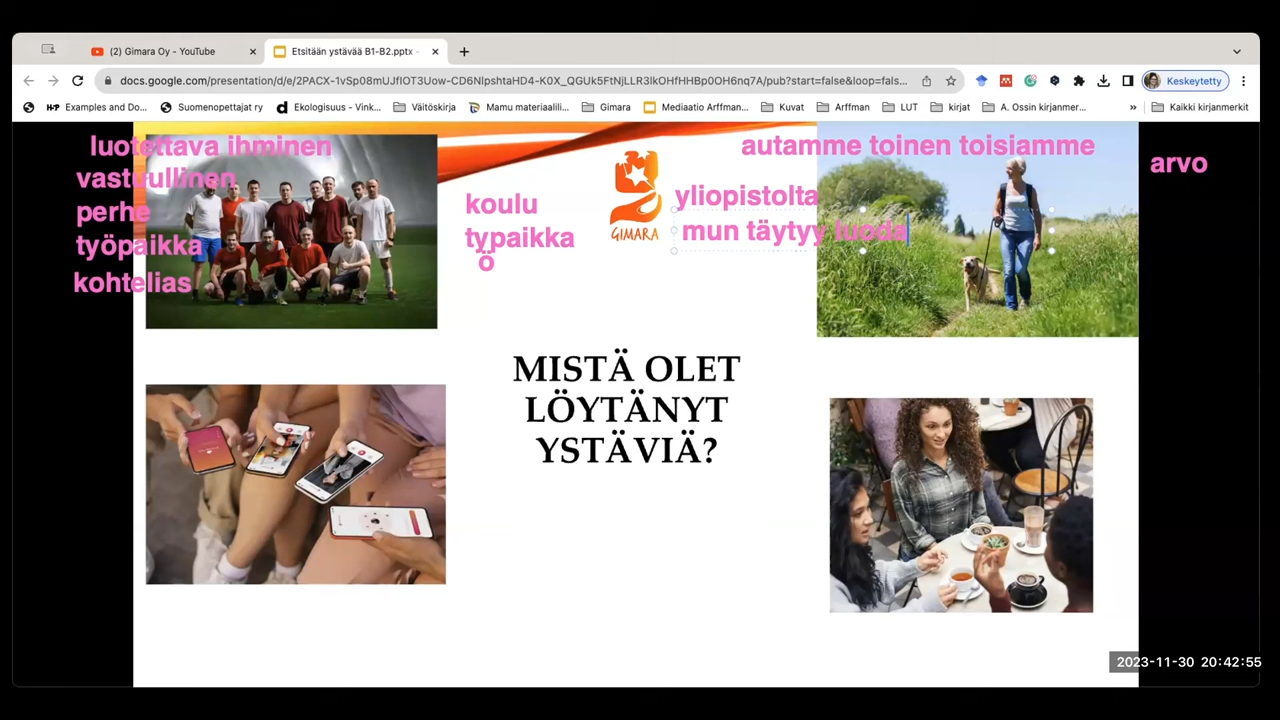 (2) Gimara Oy - YouTube
Etsitään ystävää B1-B2.pptx -
docs.google.com/presentation/d/e/2PACX-1vSp08mUJfIOT3Uow-CD6NlpshtaHD4-K0X_QGUk5FtNjLLR3lkOHfHHBp0OH6nq7A/pub?start=false&loop=fals...
Keskeytetty
Examples and Do...
Suomenopettajat ry
Ekologisuus - Vink...
Väitöskirja
Mamu materiaalil...
Gimara
Mediaatio Arffman...
Kuvat
Arffman
LUT
kirjat
A. Ossin kirjanmer...
»
Kaikki kirjanmerkit
luotettava ihminen
vastuullinen
perhe
työpaikka
kohtelias
koulu
typaikka
ö
GIMARA
autamme toinen toisiamme
yliopistolta
mun täytyy luoda
arvo
MISTÄ OLET
LÖYTÄNYT
YSTÄVIÄ?
2023-11-30 20:42:55